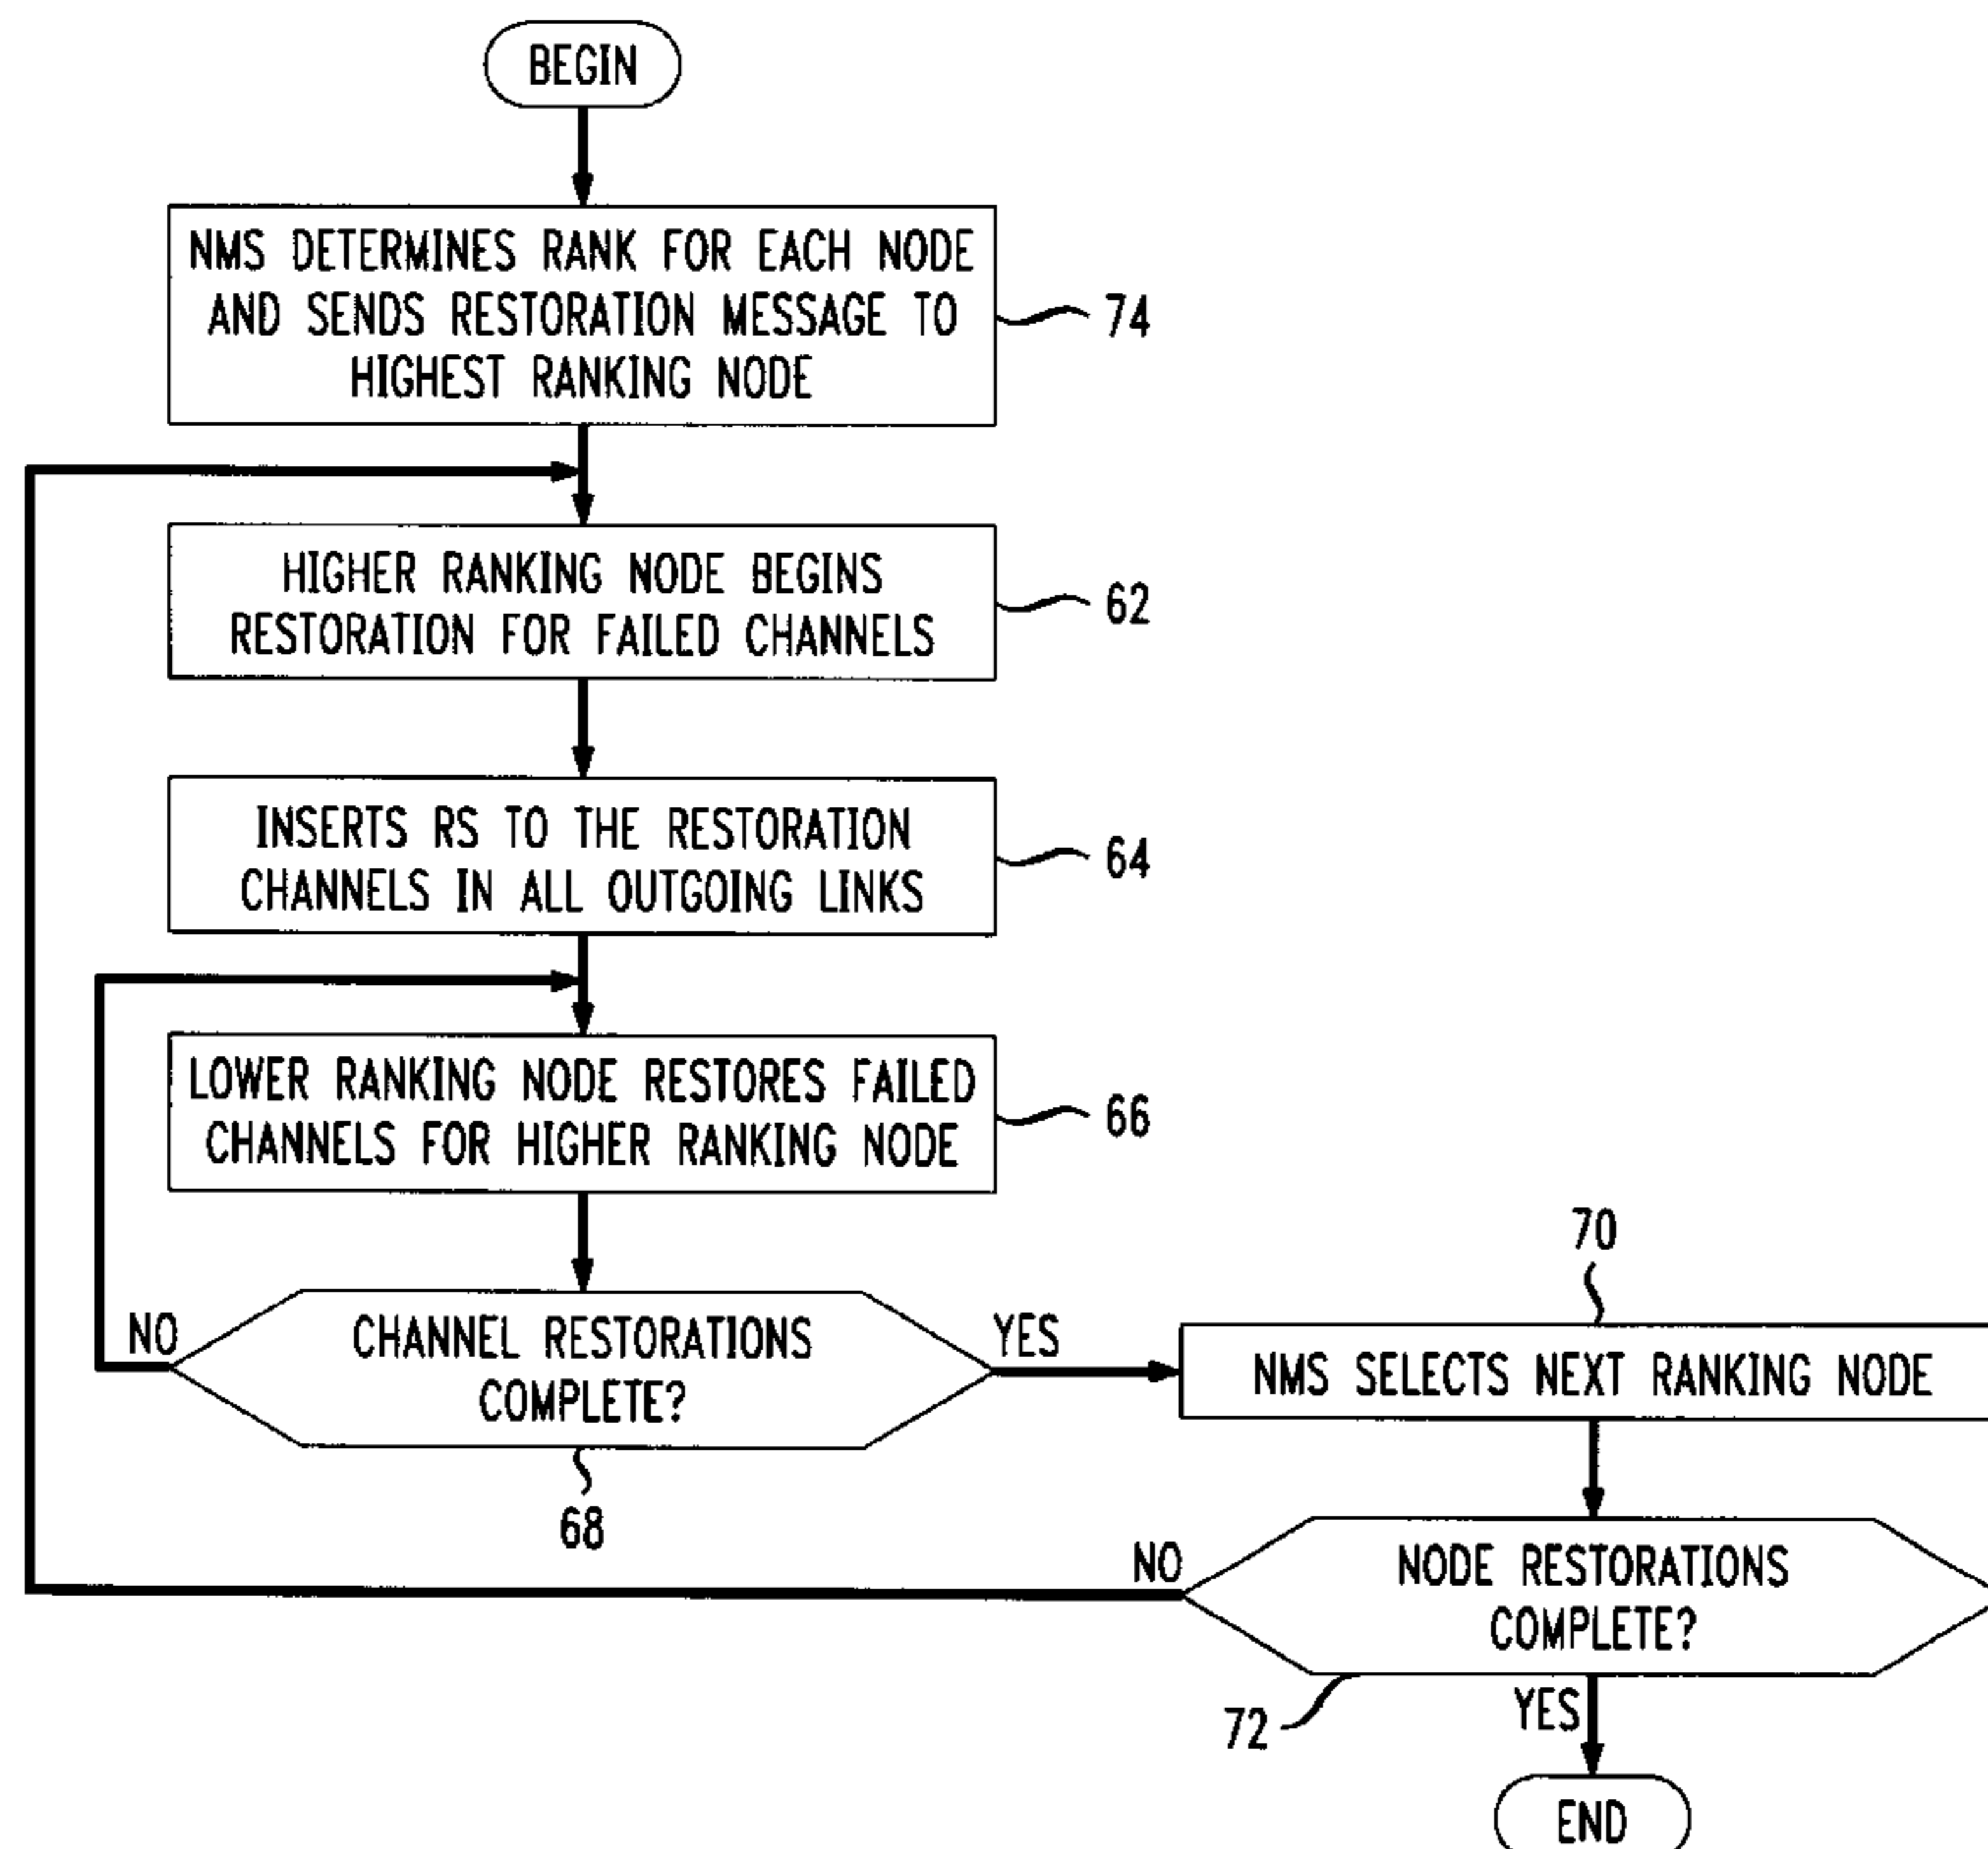 BEGIN
NMS DETERMINES RANK FOR EACH NODE
AND SENDS RESTORATION MESSAGE TO
HIGHEST RANKING NODE
74
HIGHER RANKING NODE BEGINS
RESTORATION FOR FAILED CHANNELS
62
INSERTS RS TO THE RESTORATION
CHANNELS IN ALL OUTGOING LINKS
64
LOWER RANKING NODE RESTORES FAILED
CHANNELS FOR HIGHER RANKING NODE
66
NO
CHANNEL RESTORATIONS
COMPLETE?
YES
68
70
NMS SELECTS NEXT RANKING NODE
NO
NODE RESTORATIONS
COMPLETE?
72
YES
END